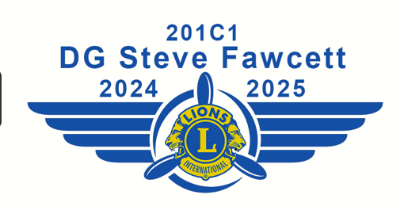 201C1
DG Steve Fawcett
2024 2025
LIONS
L
INTERNATIONAL